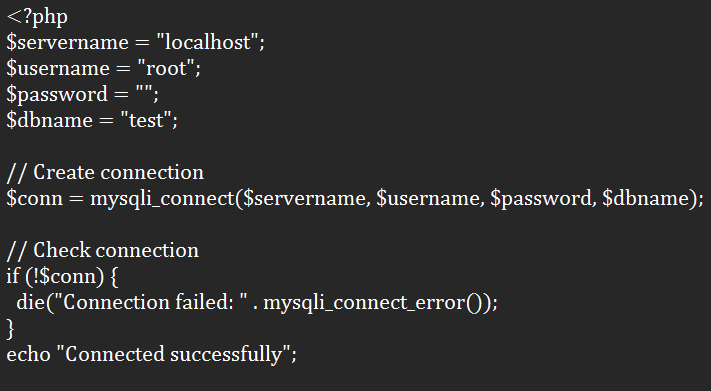 <?php
$servername = "localhost";
$username = "root";
$password = "";
$dbname = "test";

// Create connection
$conn = mysqli_connect($servername, $username, $password, $dbname);

// Check connection
if (!$conn) {
  die("Connection failed: " . mysqli_connect_error());
}
echo "Connected successfully";